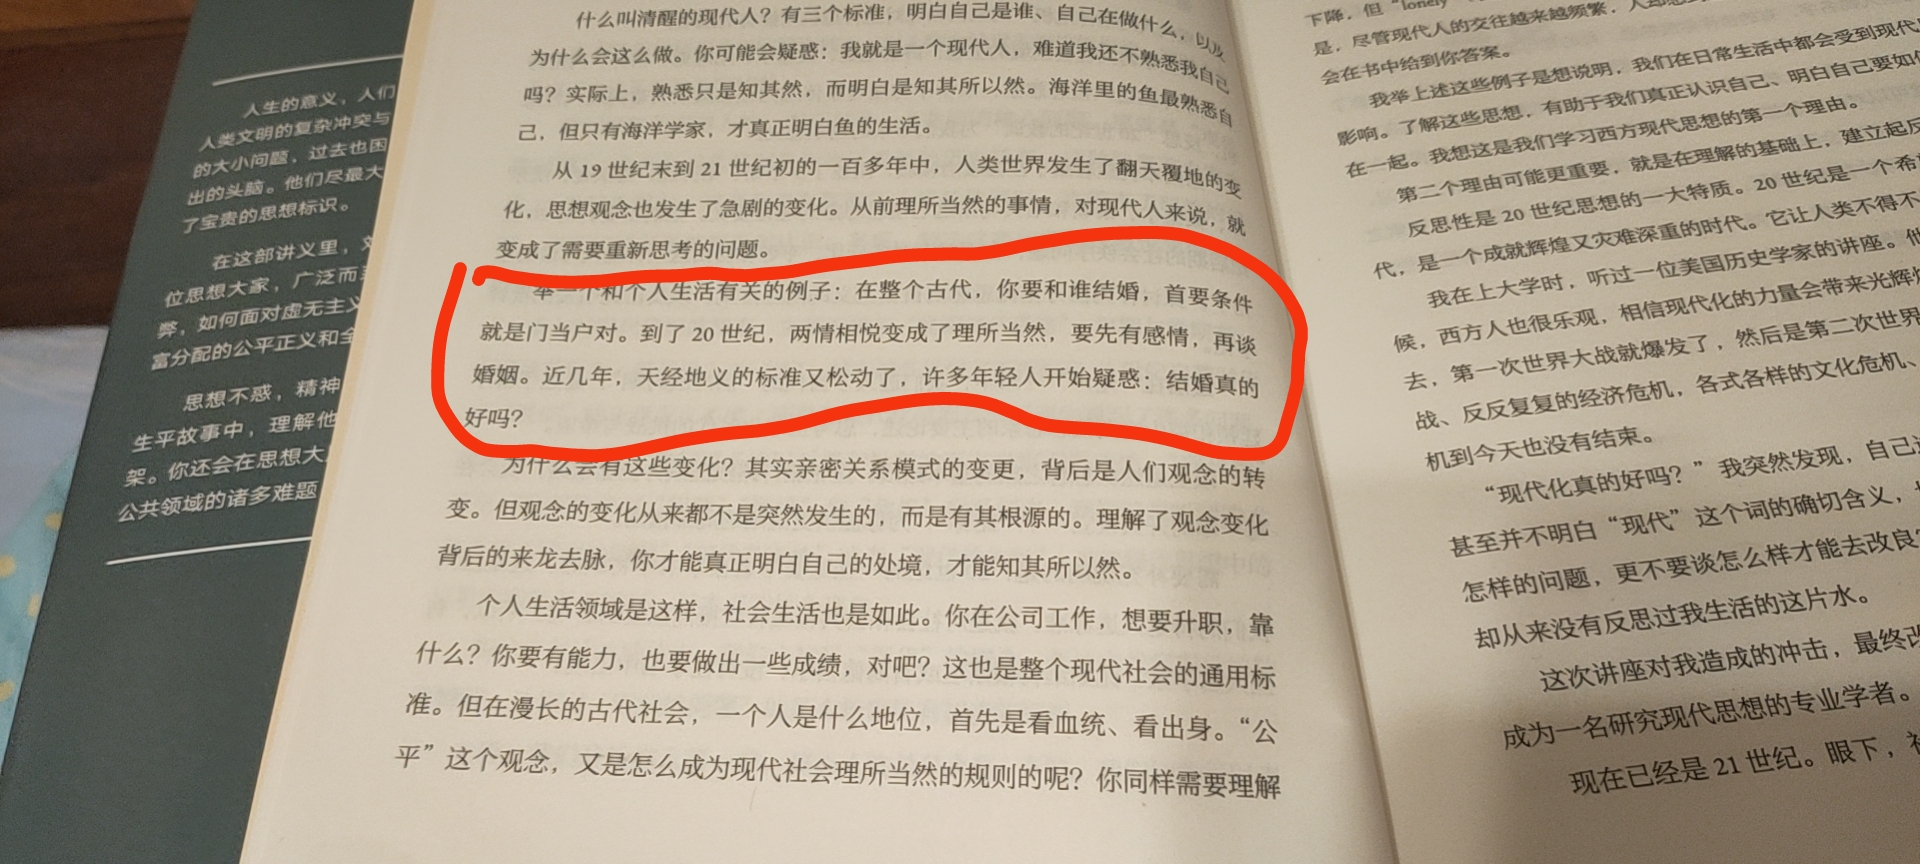 人生的意义，人们
人类文明的复杂冲突与
的大小问题，过去也困
出的头脑。他们尽最大
了宝贵的思想标识。
在这部讲义里，
位思想大家，广泛而
弊，如何面对虚无主
富分配的公平正义和
思想不惑，精神
生平故事中，理解他
架。你还会在思想大
公共领域的诸多难题
什么叫清醒的现代人？有三个标准，明白自己是谁、自己在做什么，以及
为什么会这么做。你可能会疑惑：我就是一个现代人，难道我还不熟悉我自己
吗？实际上，熟悉只是知其然，而明白是知其所以然。海洋里的鱼最熟悉自
己，但只有海洋学家，才真正明白鱼的生活。
从 19 世纪末到 21 世纪初的一百多年中，人类世界发生了翻天覆地的变
化，思想观念也发生了急剧的变化。从前理所当然的事情，对现代人来说，就
变成了需要重新思考的问题。
举一个和个人生活有关的例子：在整个古代，你要和谁结婚，首要条件
就是门当户对。到了 20 世纪，两情相悦变成了理所当然，要先有感情，再谈
婚姻。近几年，天经地义的标准又松动了，许多年轻人开始疑惑：结婚真的
好吗？
为什么会有这些变化？其实亲密关系模式的变更，背后是人们观念的转
变。但观念的变化从来都不是突然发生的，而是有其根源的。理解了观念变化
背后的来龙去脉，你才能真正明白自己的处境，才能知其所以然。
个人生活领域是这样，社会生活也是如此。你在公司工作，想要升职，靠
什么？你要有能力，也要做出一些成绩，对吧？这也是整个现代社会的通用标
准。但在漫长的古代社会，一个人是什么地位，首先是看血统、看出身。“公
平”这个观念，又是怎么成为现代社会理所当然的规则的呢？你同样需要理解
下降，但“lonely
是，尽管现代人的交往越来越频繁，人却
会在书中给到你答案。
我举上述这些例子是想说明，我们在日常生活中都会受到现代
影响。了解这些思想，有助于我们真正认识自己、明白自己要如
在一起。我想这是我们学习西方现代思想的第一个理由。
第二个理由可能更重要，就是在理解的基础上，建立起反
反思性是 20 世纪思想的一大特质。20 世纪是一个希
代，是一个成就辉煌又灾难深重的时代。它让人类不得不
我在上大学时，听过一位美国历史学家的讲座。他
候，西方人也很乐观，相信现代化的力量会带来光辉
去，第一次世界大战就爆发了，然后是第二次世界
战、反反复复的经济危机，各式各样的文化危机、
机到今天也没有结束。
“现代化真的好吗？”我突然发现，自己
甚至并不明白“现代”这个词的确切含义，
怎样的问题，更不要谈怎么样才能去改良
却从来没有反思过我生活的这片水。
这次讲座对我造成的冲击，最终改
成为一名研究现代思想的专业学者。
现在已经是 21 世纪。眼下，